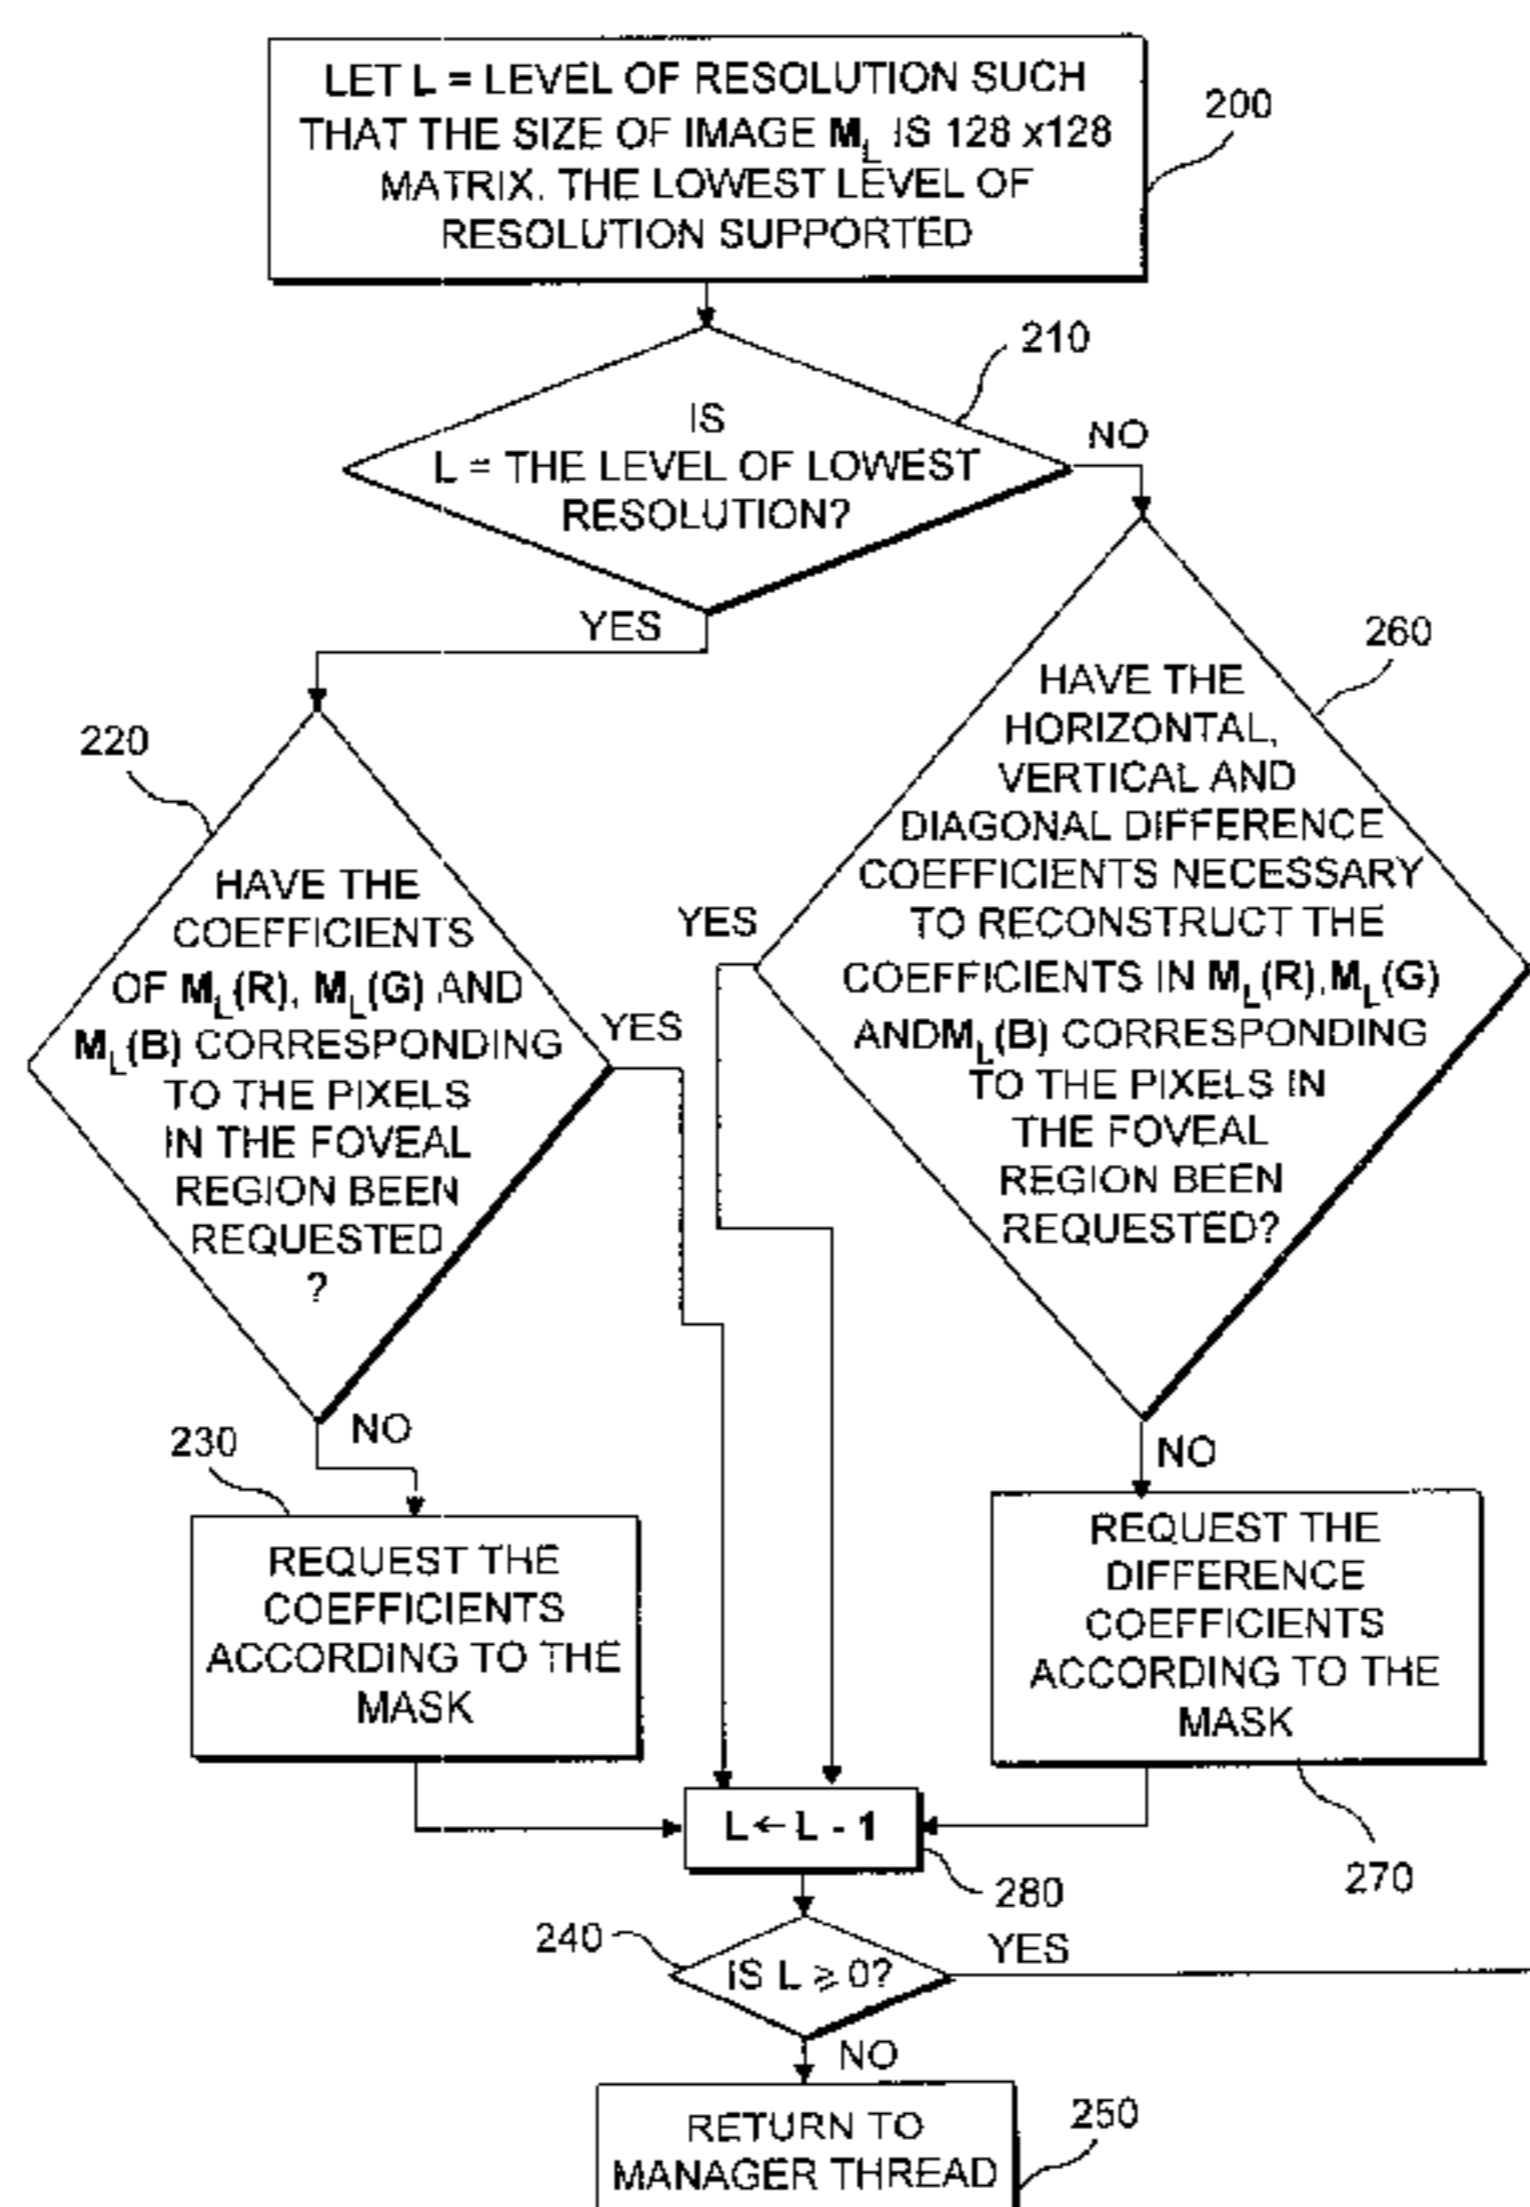 LET L = LEVEL OF RESOLUTION SUCH
THAT THE SIZE OF IMAGE ML IS 128 x128
MATRIX. THE LOWEST LEVEL OF
RESOLUTION SUPPORTED
200
210
IS
L = THE LEVEL OF LOWEST
RESOLUTION?
NO
YES
260
HAVE THE
HORIZONTAL,
VERTICAL AND
DIAGONAL DIFFERENCE
COEFFICIENTS NECESSARY
TO RECONSTRUCT THE
COEFFICIENTS IN ML(R),ML(G)
ANDML(B) CORRESPONDING
TO THE PIXELS IN
THE FOVEAL
REGION BEEN
REQUESTED?
YES
220
HAVE THE
COEFFICIENTS
OF ML(R), ML(G) AND
ML(B) CORRESPONDING
TO THE PIXELS
IN THE FOVEAL
REGION BEEN
REQUESTED
?
YES
NO
230
REQUEST THE
COEFFICIENTS
ACCORDING TO THE
MASK
NO
REQUEST THE
DIFFERENCE
COEFFICIENTS
ACCORDING TO THE
MASK
270
L ← L - 1
280
240
IS L ⩾ 0?
YES
NO
RETURN TO
MANAGER THREAD
250